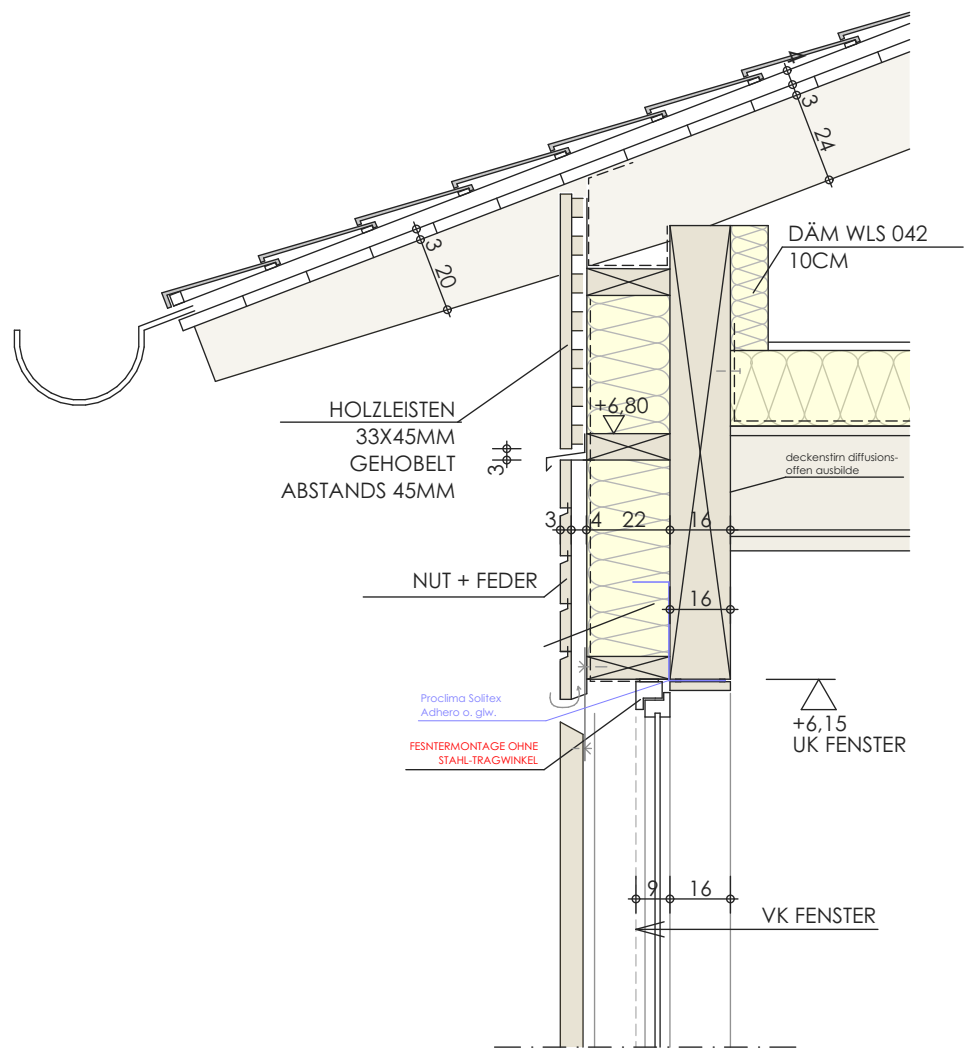 4
3
24
3
20
DÄM WLS 042
10CM
HOLZLEISTEN
33X45MM
GEHOBELT
ABSTANDS 45MM
+6,80
3
deckenstirn diffusions-
offen ausbilde
3 4 22 16
NUT + FEDER
16
Proclima Solitex
Adhero o. glw.
FESNTERMONTAGE OHNE
STAHL-TRAGWINKEL
+6,15
UK FENSTER
9 16
VK FENSTER